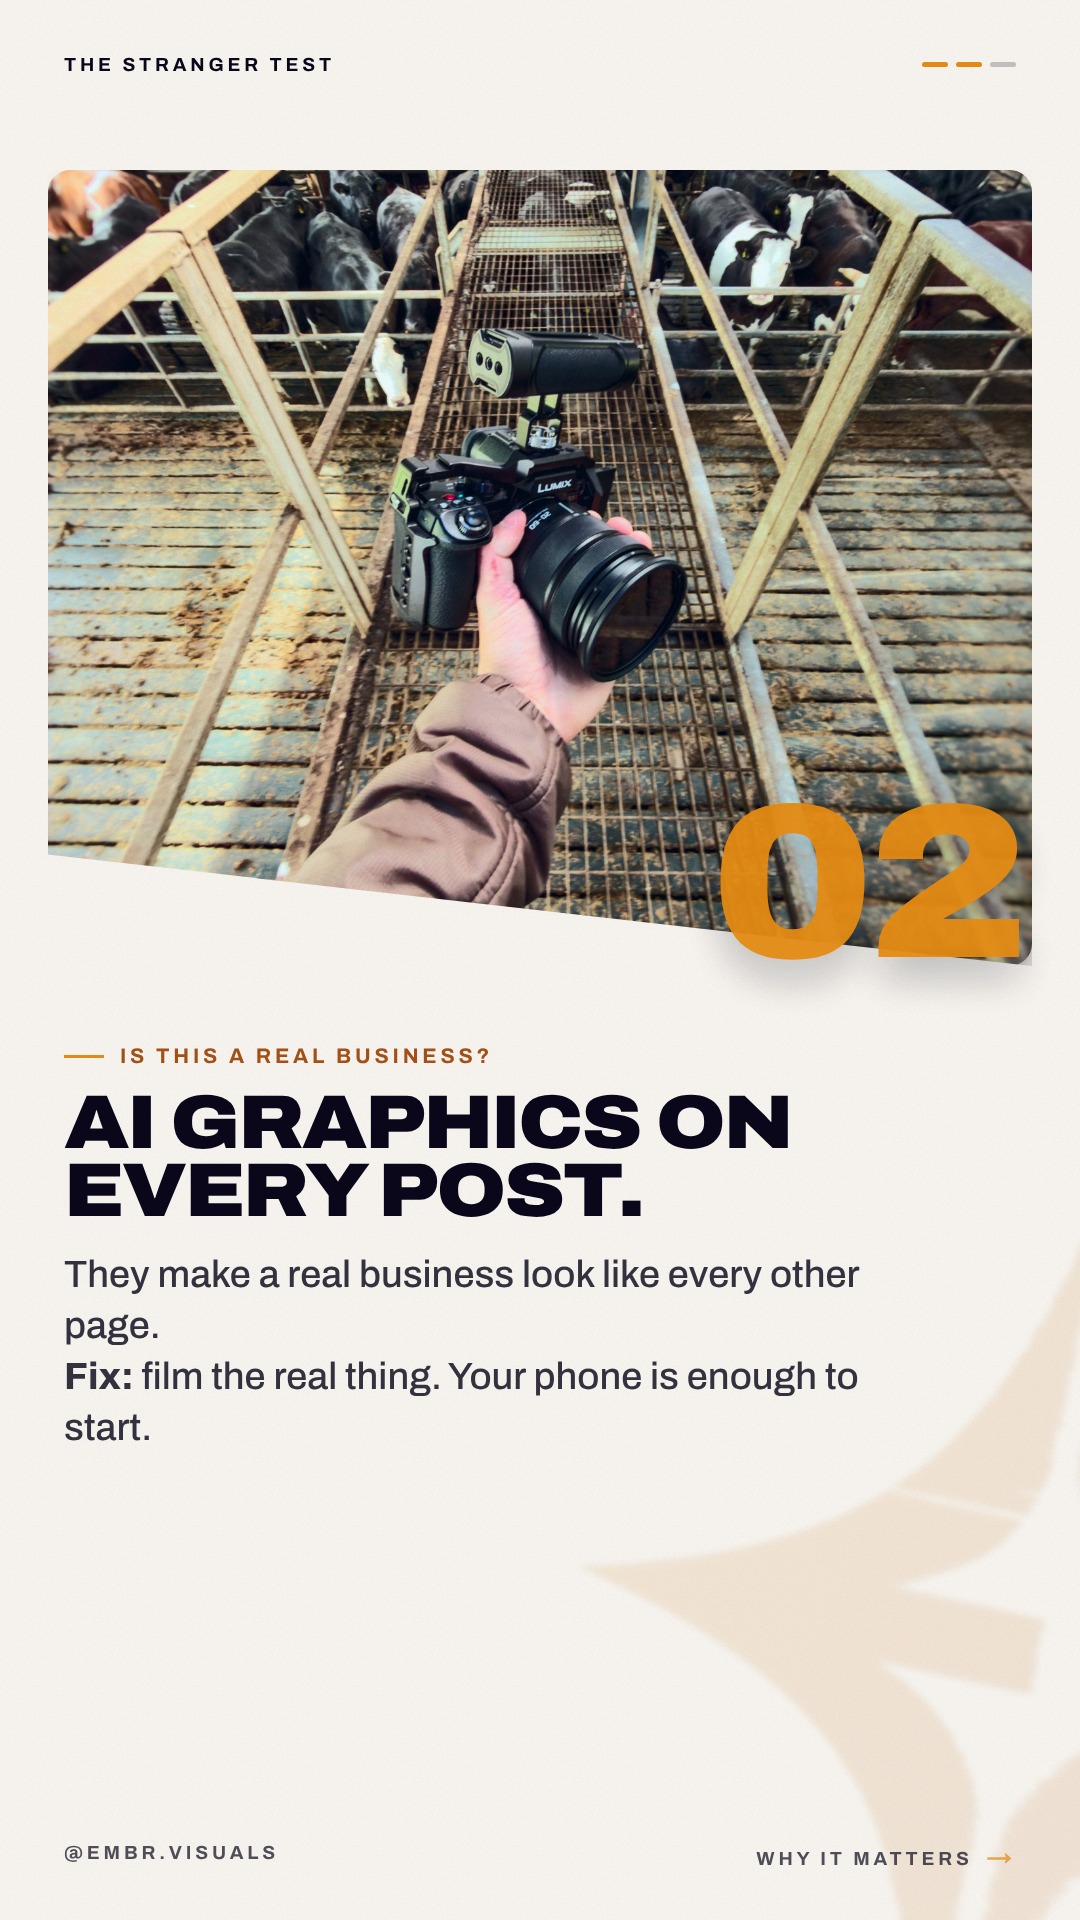 THE STRANGER TEST
LUMIX
20-60
02
IS THIS A REAL BUSINESS?
AI GRAPHICS ON
EVERY POST.
They make a real business look like every other
page.
Fix: film the real thing. Your phone is enough to
start.
@EMBR.VISUALS
WHY IT MATTERS →